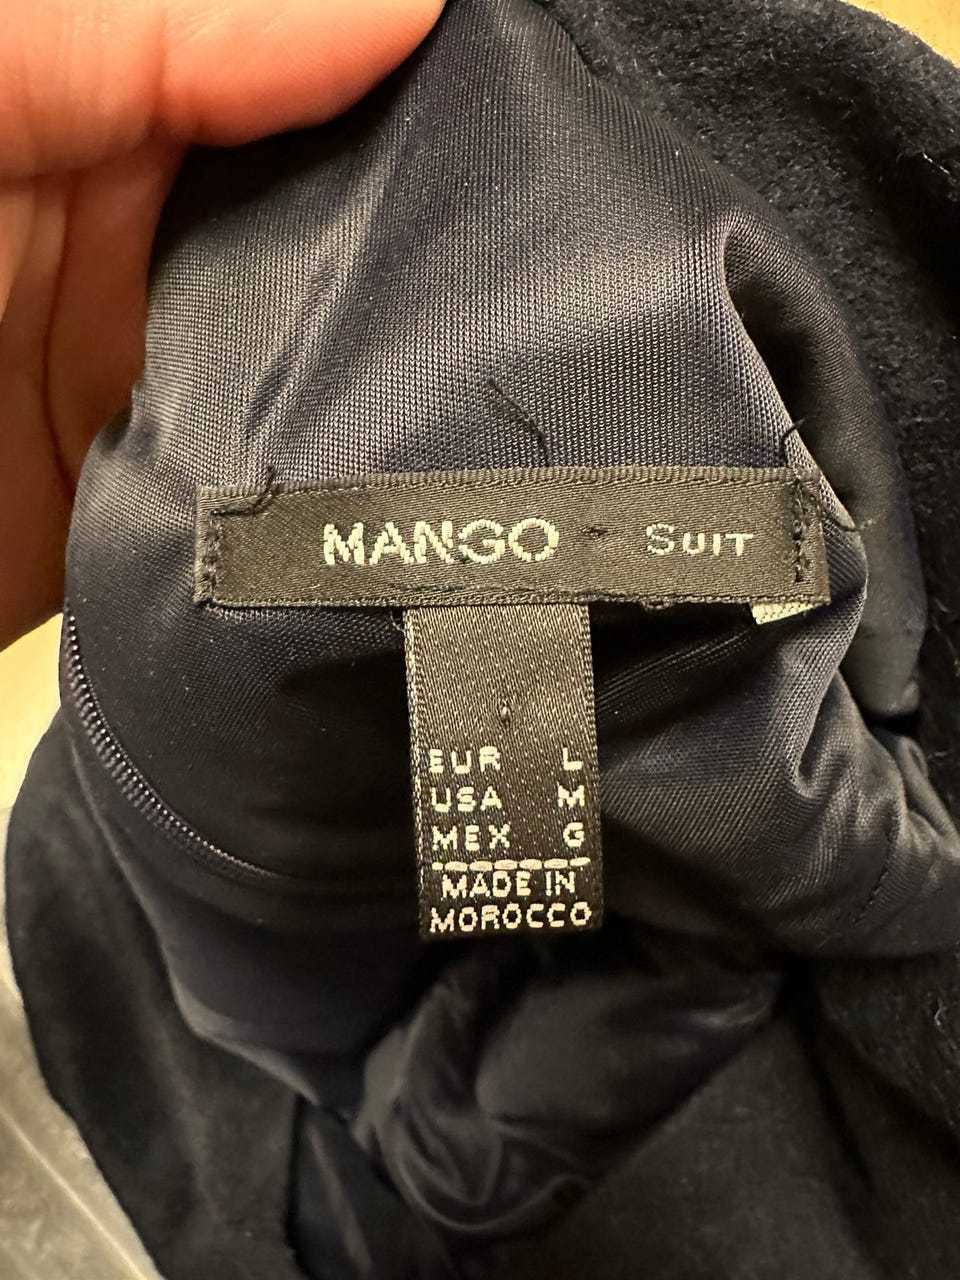 MANGO - SUIT
EUR L
USA M
MEX G
MADE IN
MOROCCO